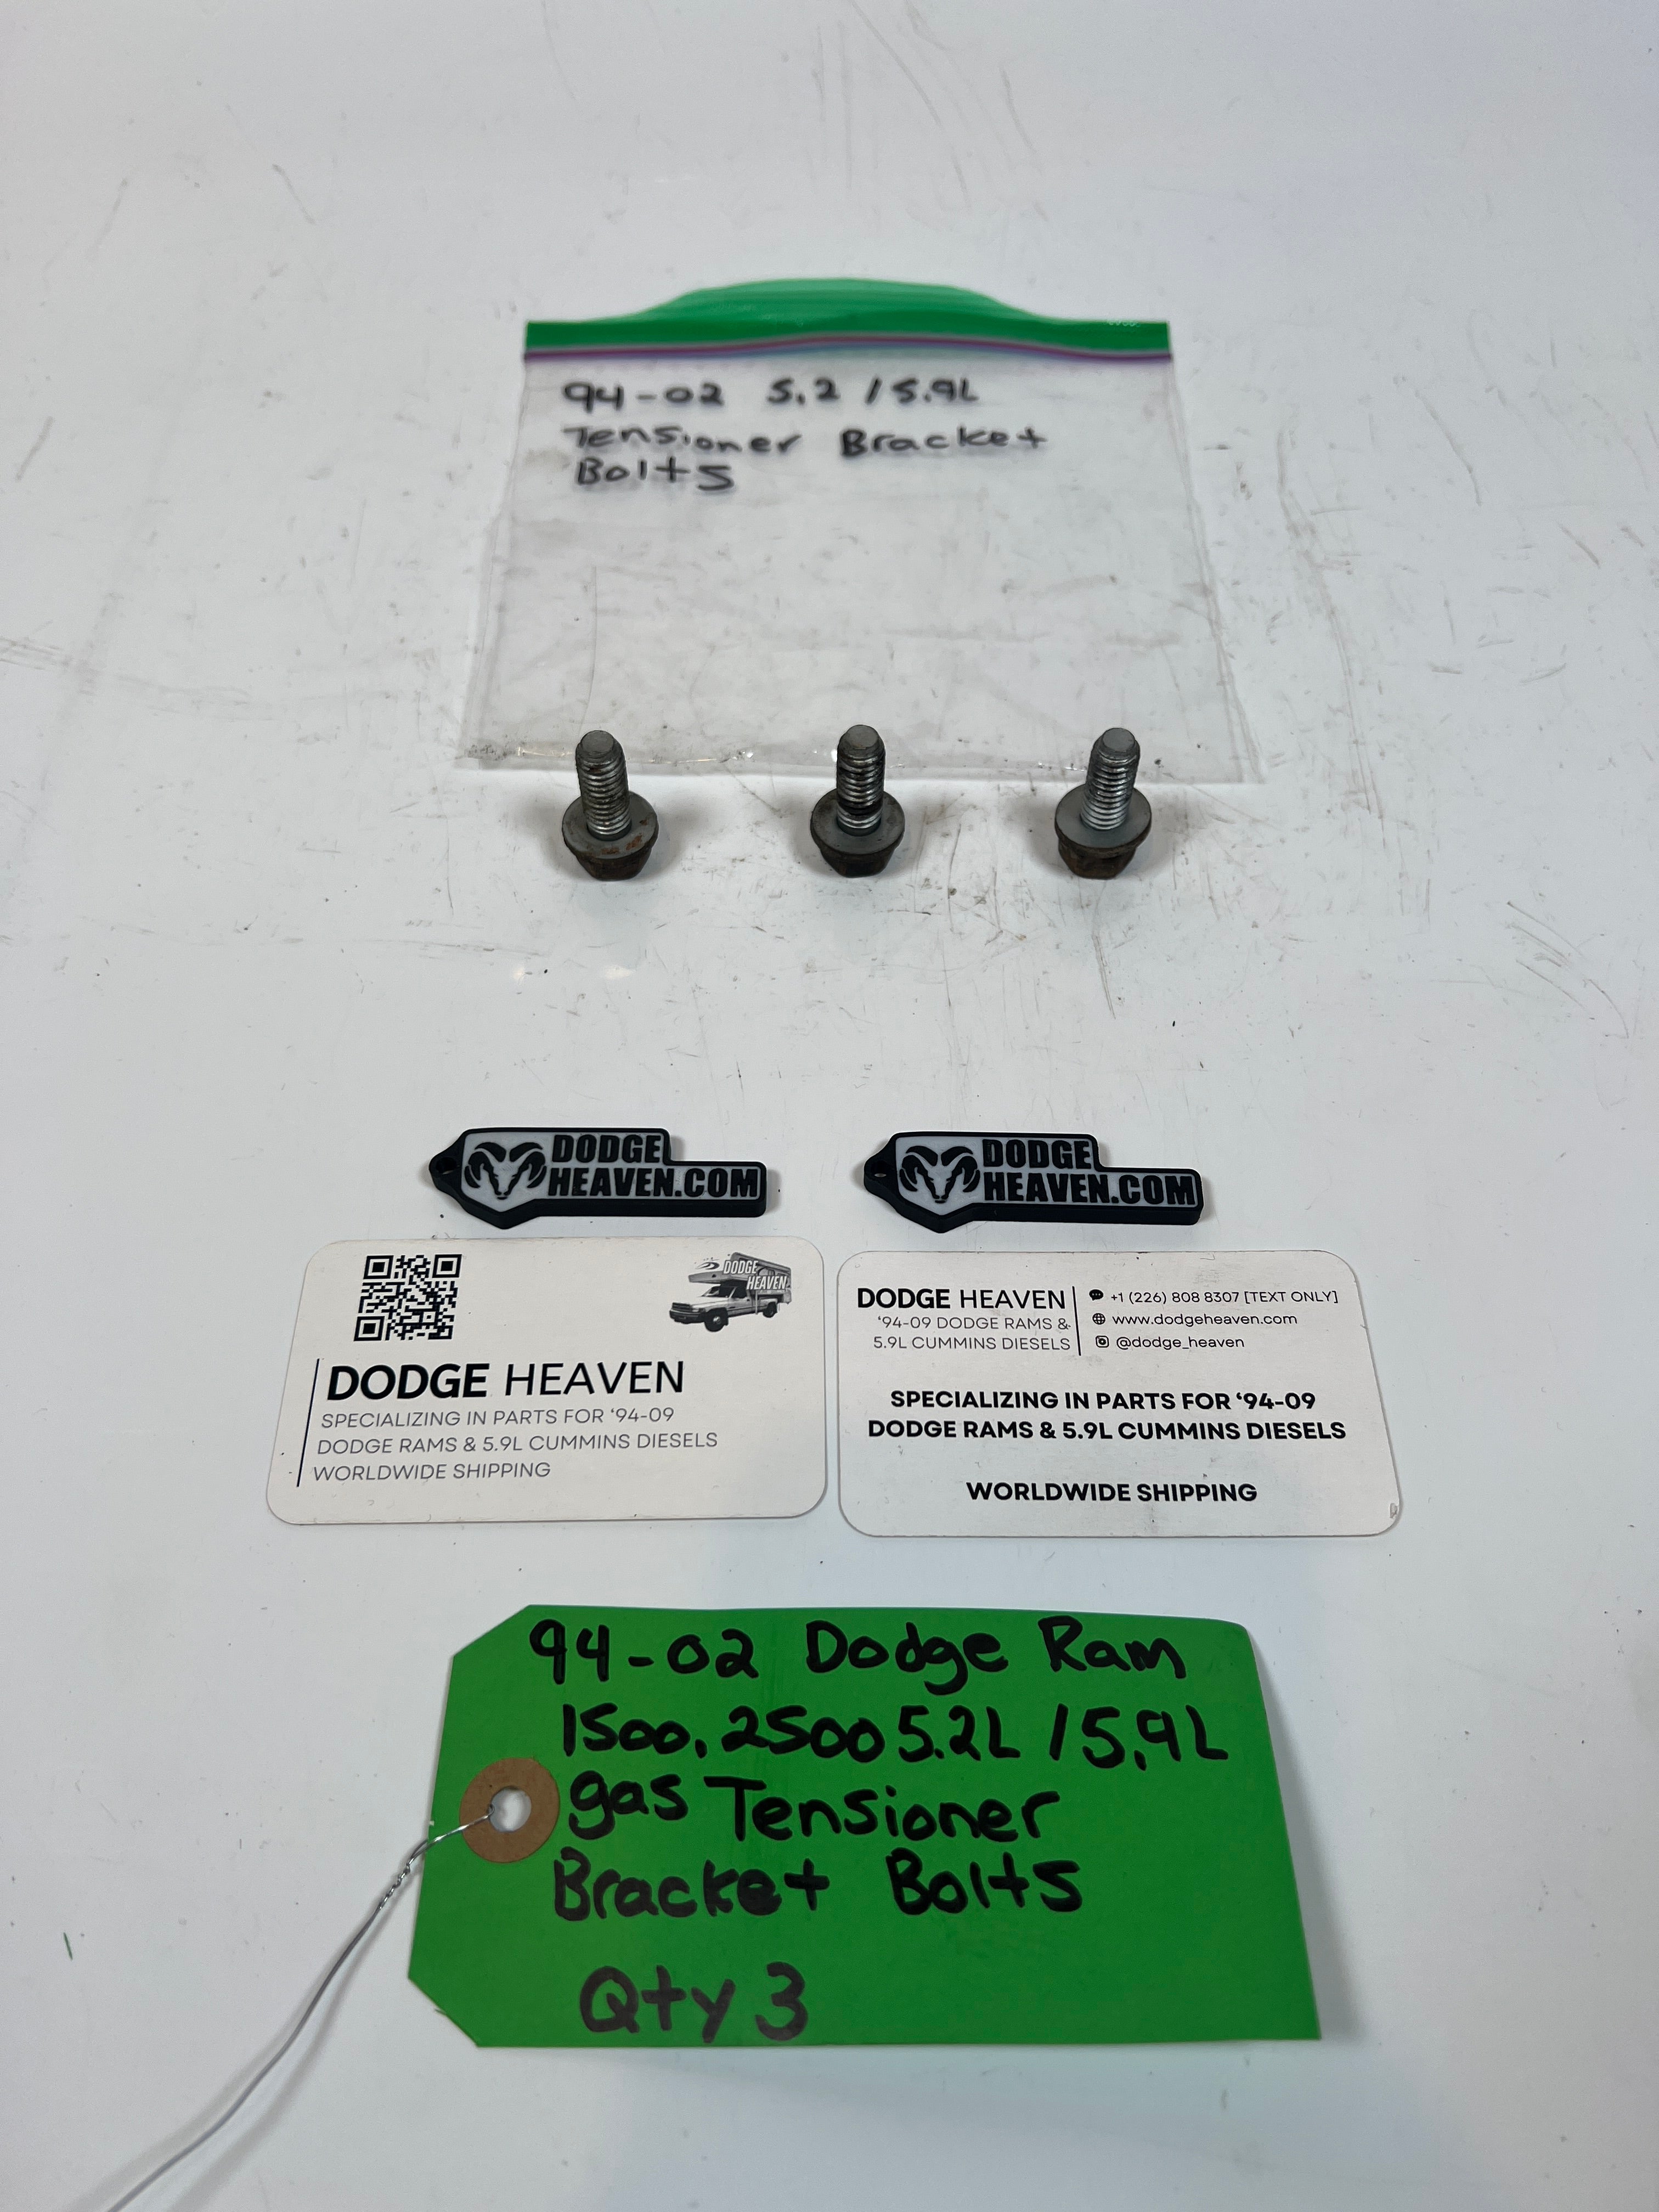 94-02 5.2 / 5.9L
Tensioner Bracket
Bolts
DODGE
HEAVEN.COM
DODGE
HEAVEN.COM
DODGE
HEAVEN
DODGE HEAVEN
SPECIALIZING IN PARTS FOR ‘94-09
DODGE RAMS & 5.9L CUMMINS DIESELS
WORLDWIDE SHIPPING
DODGE HEAVEN
‘94-09 DODGE RAMS &
5.9L CUMMINS DIESELS
+1 (226) 808 8307 [TEXT ONLY]
www.dodgeheaven.com
@dodge_heaven
SPECIALIZING IN PARTS FOR ‘94-09
DODGE RAMS & 5.9L CUMMINS DIESELS
WORLDWIDE SHIPPING
94-02 Dodge Ram
1500, 2500 5.2L / 5.9L
gas Tensioner
Bracket Bolts
Qty 3